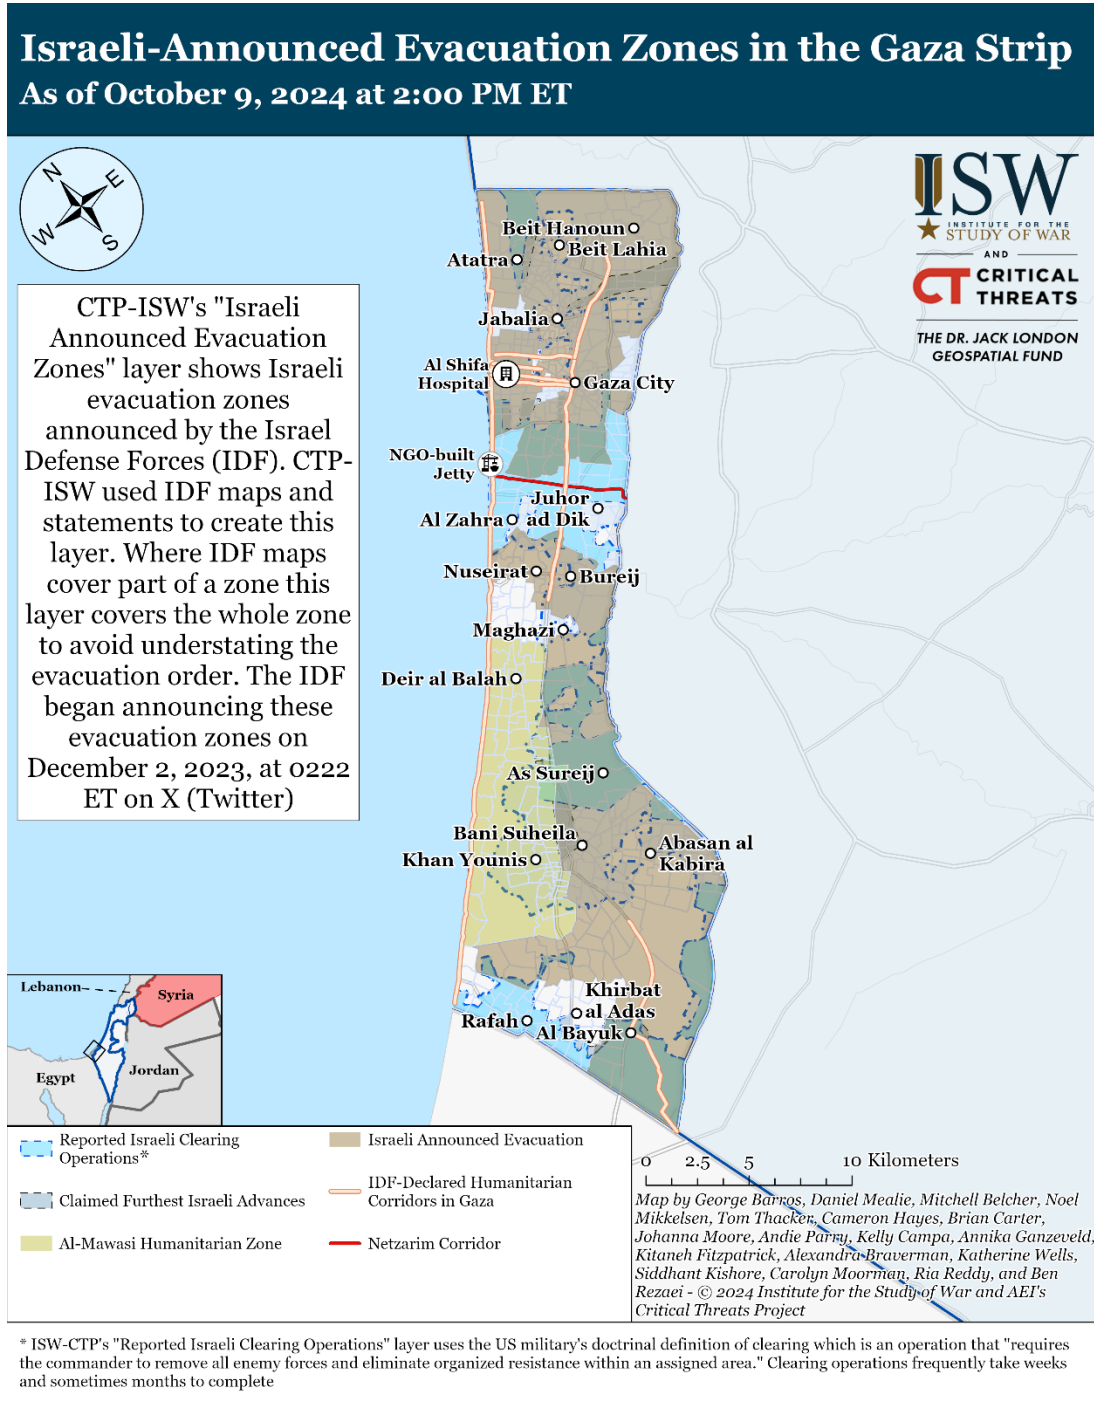 Israeli-Announced Evacuation Zones in the Gaza Strip
As of October 9, 2024 at 2:00 PM ET
N
E
W
S
ISW
INSTITUTE FOR THE
STUDY OF WAR
AND
CT CRITICAL
THREATS
THE DR. JACK LONDON
GEOSPATIAL FUND
CTP-ISW's "Israeli
Announced Evacuation
Zones" layer shows Israeli
evacuation zones
announced by the Israel
Defense Forces (IDF). CTP-
ISW used IDF maps and
statements to create this
layer. Where IDF maps
cover part of a zone this
layer covers the whole zone
to avoid understating the
evacuation order. The IDF
began announcing these
evacuation zones on
December 2, 2023, at 0222
ET on X (Twitter)
Beit Hanoun
Beit Lahia
Atatra
Jabalia
Al Shifa
Hospital
Gaza City
NGO-built
Jetty
Juhor
ad Dik
Al Zahra
Nuseirat
Bureij
Maghazi
Deir al Balah
As Sureij
Bani Suheila
Abasan al
Kabira
Khan Younis
Khirbat
al Adas
Rafah
Al Bayuk
Lebanon
Syria
Egypt
Jordan
Reported Israeli Clearing
Operations*
Claimed Furthest Israeli Advances
Al-Mawasi Humanitarian Zone
Israeli Announced Evacuation
IDF-Declared Humanitarian
Corridors in Gaza
Netzarim Corridor
0 2.5 5 10 Kilometers
Map by George Barros, Daniel Mealie, Mitchell Belcher, Noel
Mikkelsen, Tom Thacker, Cameron Hayes, Brian Carter,
Johanna Moore, Andie Parry, Kelly Campa, Annika Ganzeveld,
Kitaneh Fitzpatrick, Alexandra Braverman, Katherine Wells,
Siddhant Kishore, Carolyn Moorman, Ria Reddy, and Ben
Rezaei - © 2024 Institute for the Study of War and AEI's
Critical Threats Project
* ISW-CTP's "Reported Israeli Clearing Operations" layer uses the US military's doctrinal definition of clearing which is an operation that "requires
the commander to remove all enemy forces and eliminate organized resistance within an assigned area." Clearing operations frequently take weeks
and sometimes months to complete